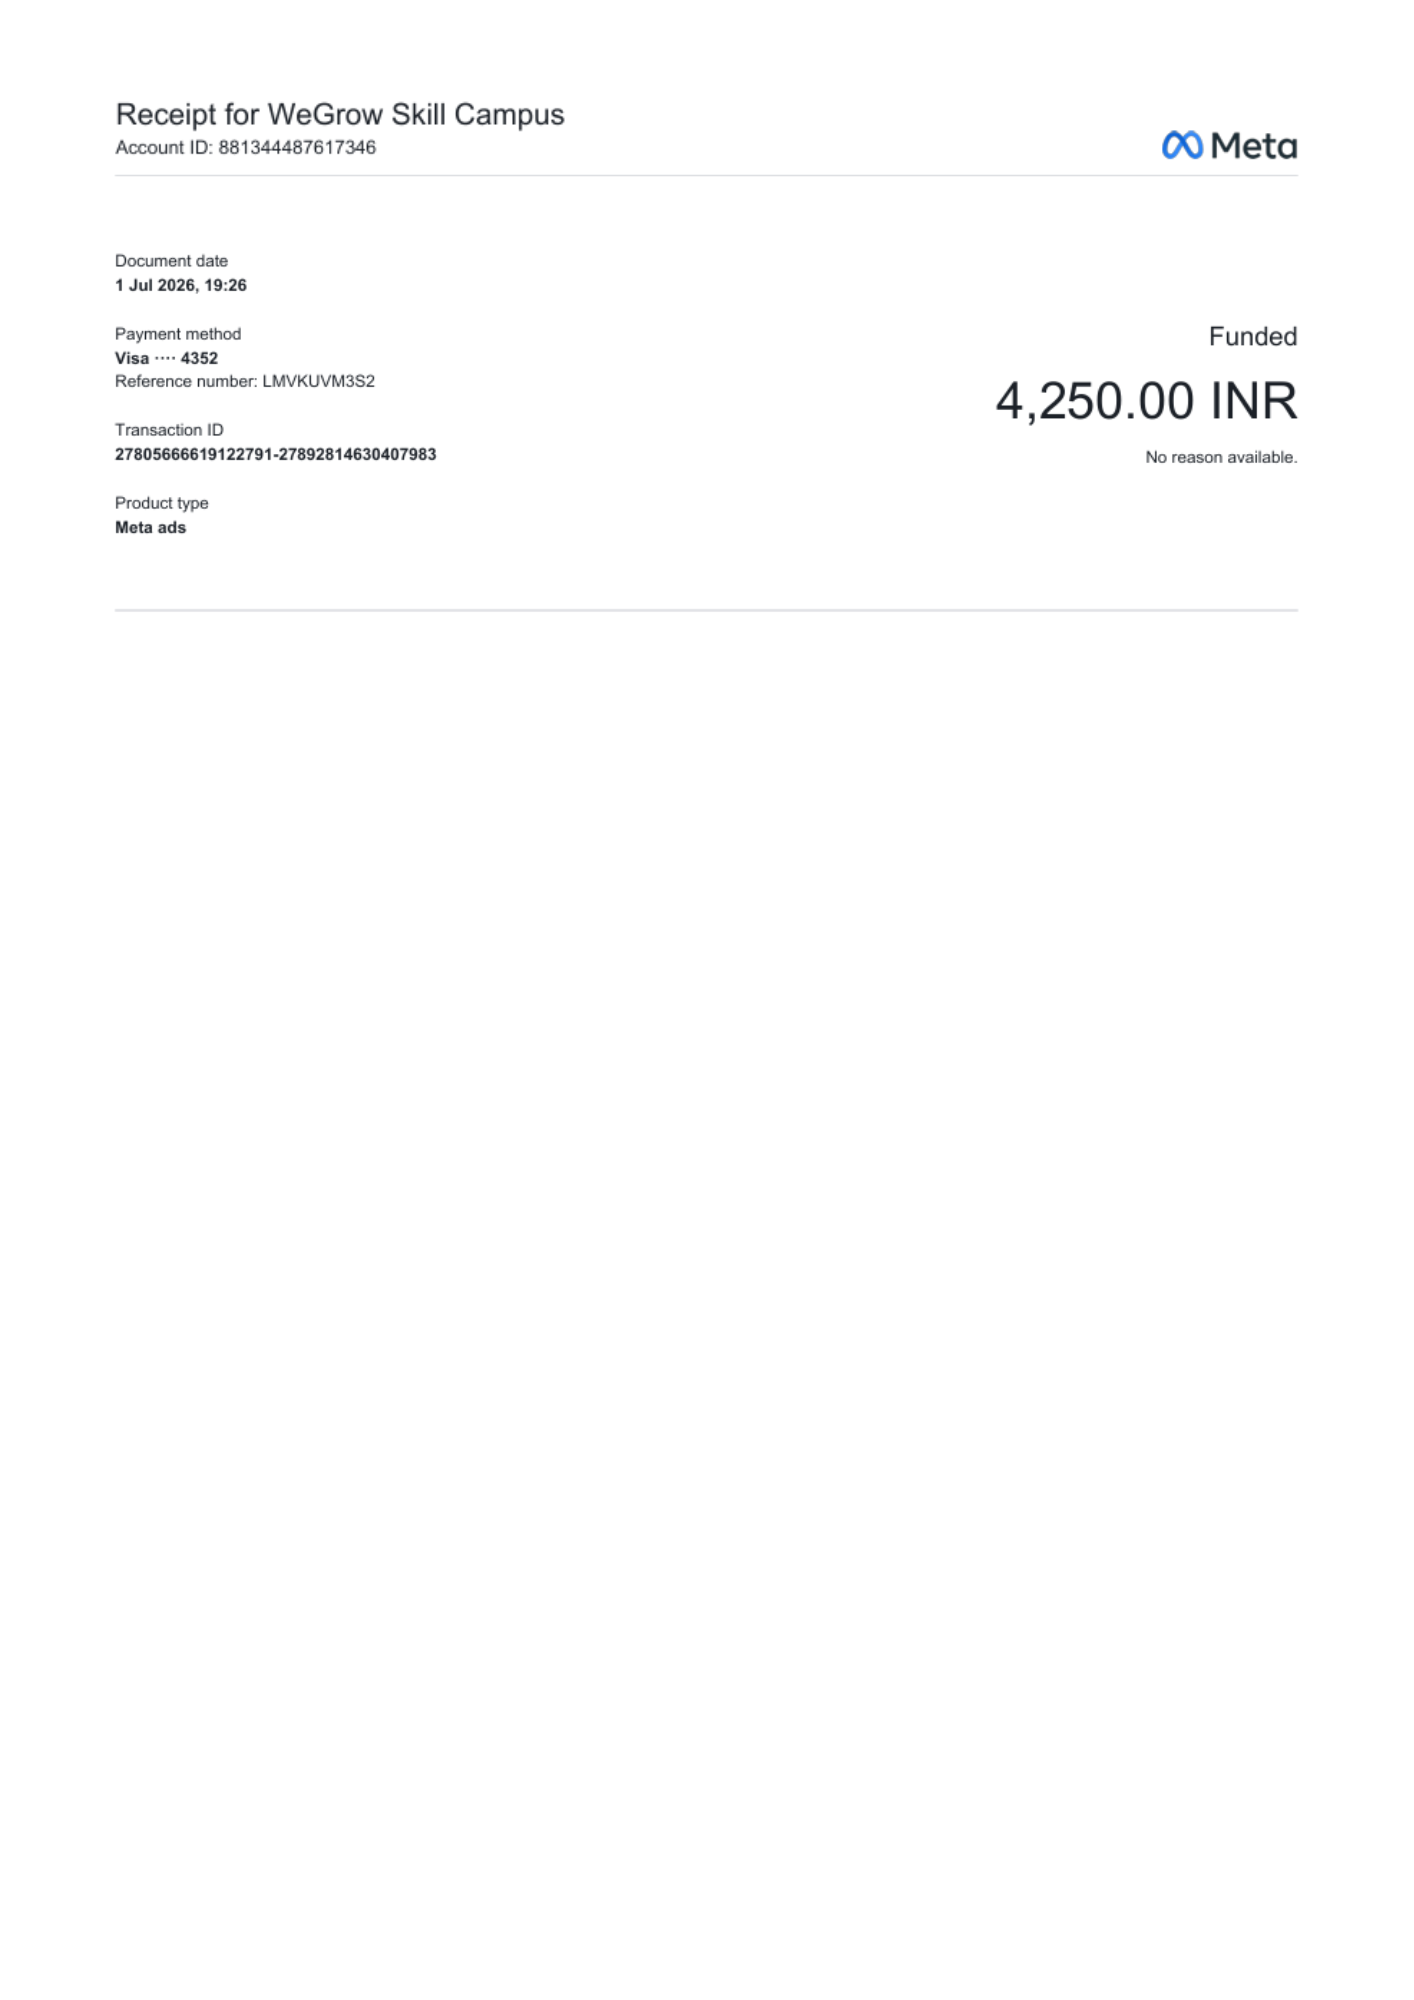 Receipt for WeGrow Skill Campus
Account ID: 881344487617346
Meta
Document date
1 Jul 2026, 19:26
Payment method
Visa ···· 4352
Reference number: LMVKUVM3S2
Transaction ID
27805666619122791-27892814630407983
Product type
Meta ads
Funded
4,250.00 INR
No reason available.